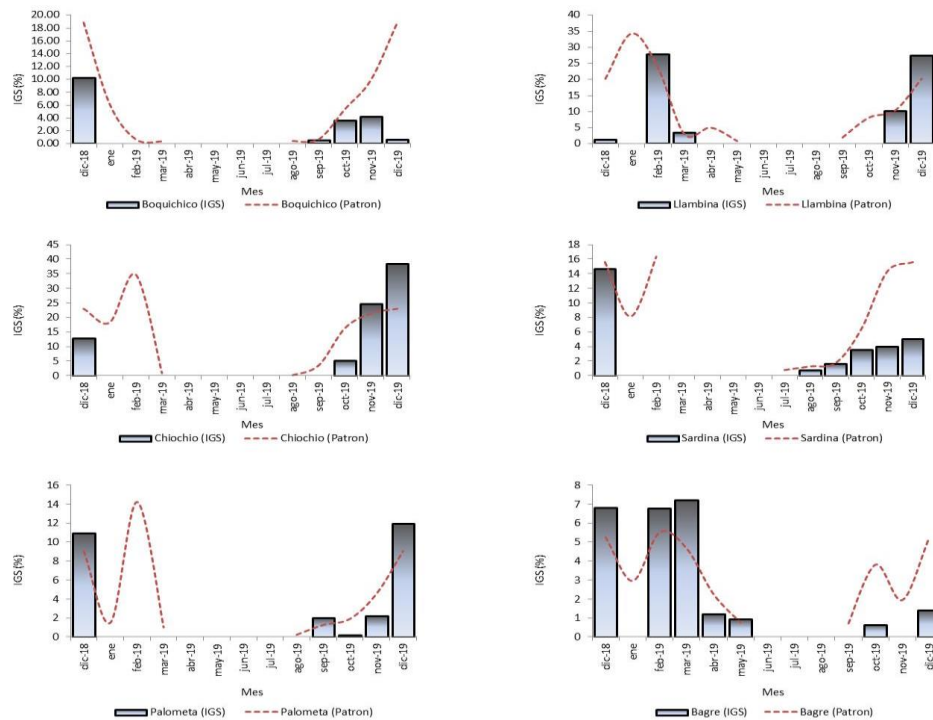 IGS (%)
20.00
18.00
16.00
14.00
12.00
10.00
8.00
6.00
4.00
2.00
0.00
dic-18 ene feb-19 mar-19 abr-19 may-19 jun-19 jul-19 ago-19 sep-19 oct-19 nov-19 dic-19
Mes
Boquichico (IGS) Boquichico (Patron)
IGS (%)
40
35
30
25
20
15
10
5
0
dic-18 ene feb-19 mar-19 abr-19 may-19 jun-19 jul-19 ago-19 sep-19 oct-19 nov-19 dic-19
Mes
Llambina (IGS) Llambina (Patron)
IGS (%)
45
40
35
30
25
20
15
10
5
0
dic-18 ene feb-19 mar-19 abr-19 may-19 jun-19 jul-19 ago-19 sep-19 oct-19 nov-19 dic-19
Mes
Chiochio (IGS) Chiochio (Patron)
IGS (%)
18
16
14
12
10
8
6
4
2
0
dic-18 ene feb-19 mar-19 abr-19 may-19 jun-19 jul-19 ago-19 sep-19 oct-19 nov-19 dic-19
Mes
Sardina (IGS) Sardina (Patron)
IGS (%)
16
14
12
10
8
6
4
2
0
dic-18 ene feb-19 mar-19 abr-19 may-19 jun-19 jul-19 ago-19 sep-19 oct-19 nov-19 dic-19
Mes
Palometa (IGS) Palometa (Patron)
IGS (%)
8
7
6
5
4
3
2
1
0
dic-18 ene feb-19 mar-19 abr-19 may-19 jun-19 jul-19 ago-19 sep-19 oct-19 nov-19 dic-19
Mes
Bagre (IGS) Bagre (Patron)